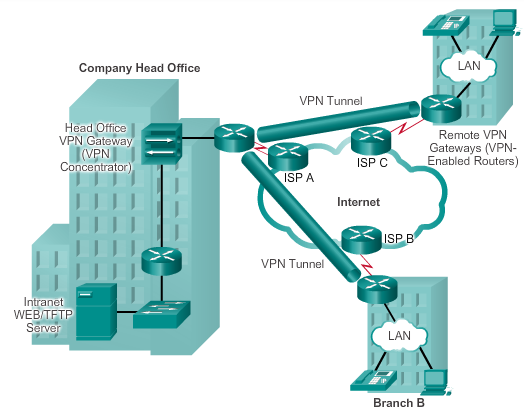 Company Head Office
Head Office
VPN Gateway
(VPN
Concentrator)
Intranet
WEB/TFTP
Server
VPN Tunnel
ISP A
ISP C
Internet
ISP B
VPN Tunnel
LAN
Remote VPN
Gateways (VPN-
Enabled Routers)
LAN
Branch B